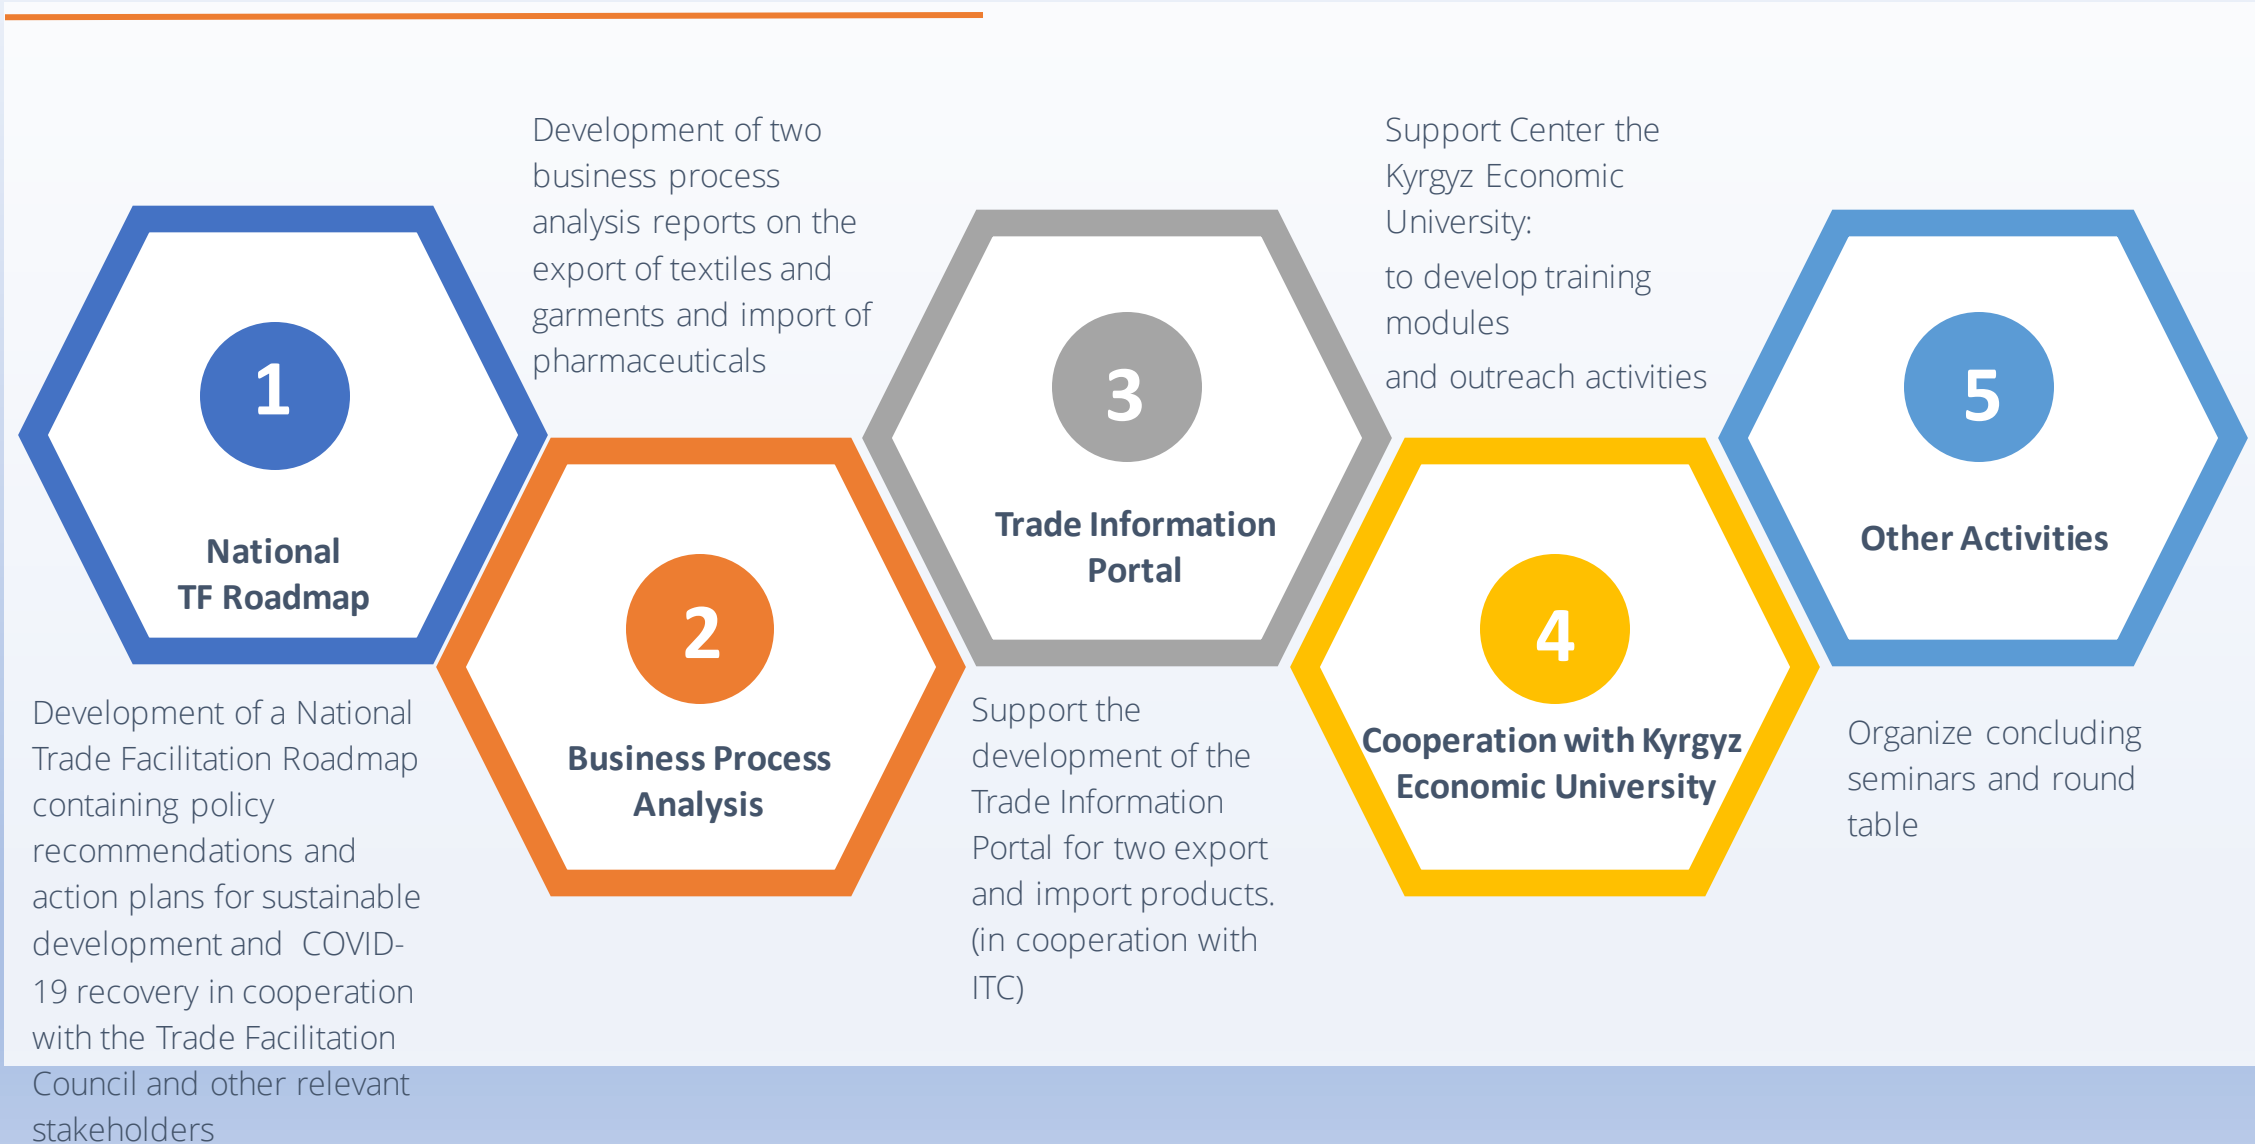 1
National
TF Roadmap
Development of a National
Trade Facilitation Roadmap
containing policy
recommendations and
action plans for sustainable
development and COVID-
19 recovery in cooperation
with the Trade Facilitation
Council and other relevant
stakeholders
Development of two
business process
analysis reports on the
export of textiles and
garments and import of
pharmaceuticals
2
Business Process
Analysis
3
Trade Information
Portal
Support the
development of the
Trade Information
Portal for two export
and import products.
(in cooperation with
ITC)
Support Center the
Kyrgyz Economic
University:
to develop training
modules
and outreach activities
4
Cooperation with Kyrgyz
Economic University
5
Other Activities
Organize concluding
seminars and round
table